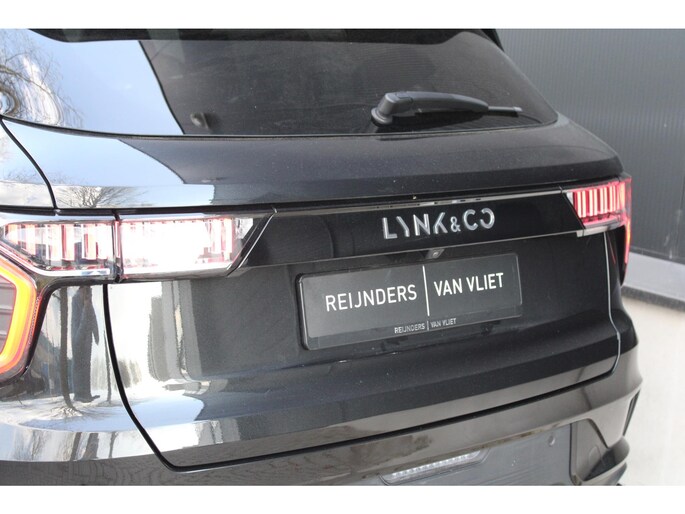 LYNK&CO
REIJNDERS | VAN VLIET
REIJNDERS | VAN VLIET